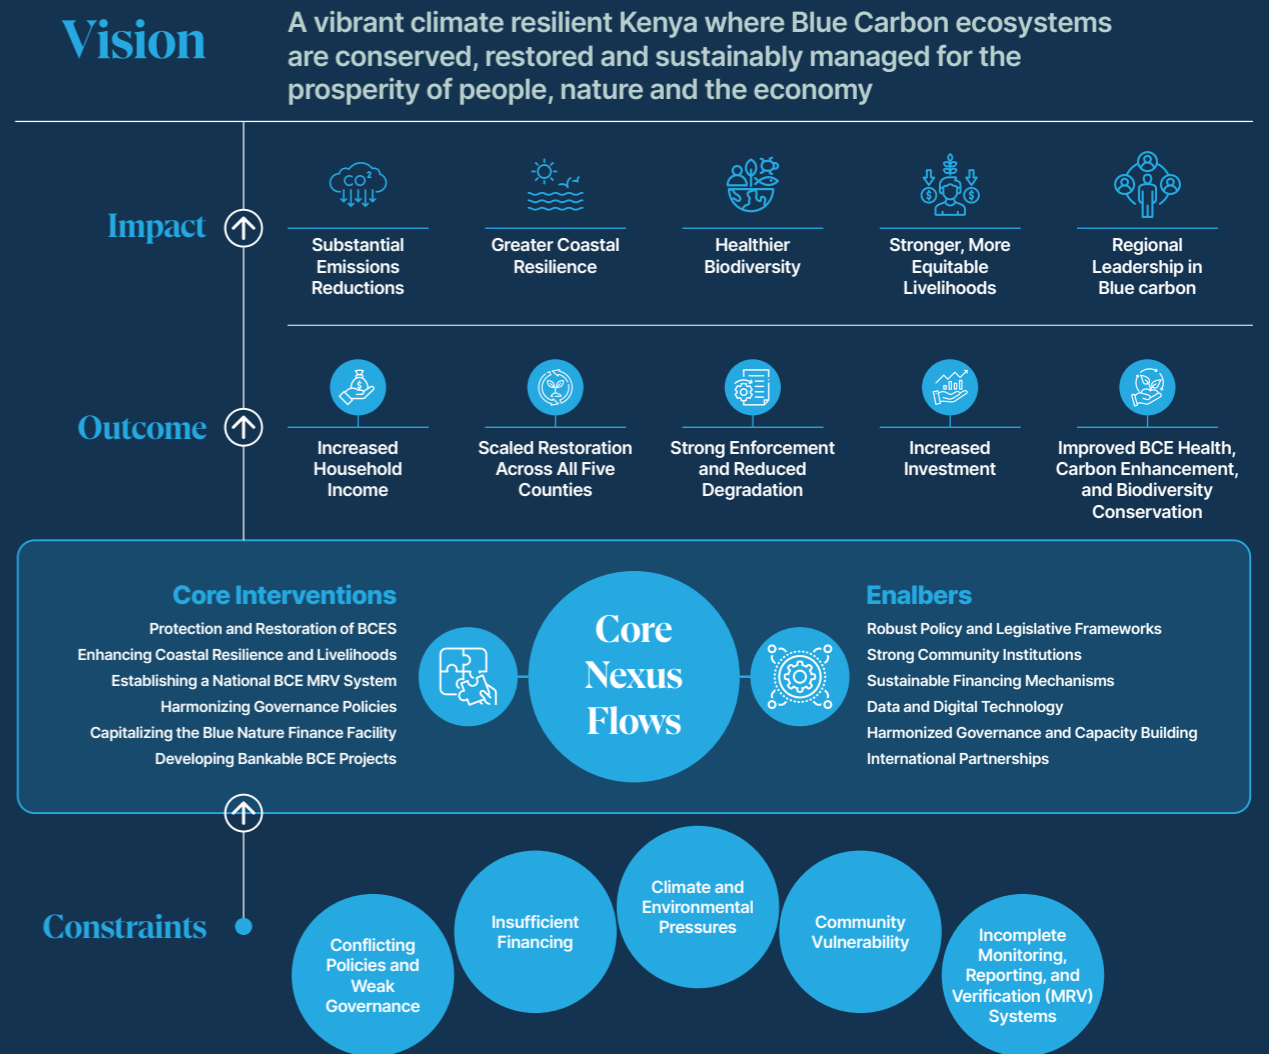 Vision
A vibrant climate resilient Kenya where Blue Carbon ecosystems
are conserved, restored and sustainably managed for the
prosperity of people, nature and the economy
Impact
CO²
Substantial
Emissions
Reductions
Greater Coastal
Resilience
Healthier
Biodiversity
$ $
Stronger, More
Equitable
Livelihoods
Regional
Leadership in
Blue carbon
Outcome
$
Increased
Household
Income
Scaled Restoration
Across All Five
Counties
Strong Enforcement
and Reduced
Degradation
Increased
Investment
Improved BCE Health,
Carbon Enhancement,
and Biodiversity
Conservation
Core Interventions
Protection and Restoration of BCES
Enhancing Coastal Resilience and Livelihoods
Establishing a National BCE MRV System
Harmonizing Governance Policies
Capitalizing the Blue Nature Finance Facility
Developing Bankable BCE Projects
Core
Nexus
Flows
Enalbers
Robust Policy and Legislative Frameworks
Strong Community Institutions
Sustainable Financing Mechanisms
Data and Digital Technology
Harmonized Governance and Capacity Building
International Partnerships
Constraints
Conflicting
Policies and
Weak
Governance
Insufficient
Financing
Climate and
Environmental
Pressures
Community
Vulnerability
Incomplete
Monitoring,
Reporting, and
Verification (MRV)
Systems